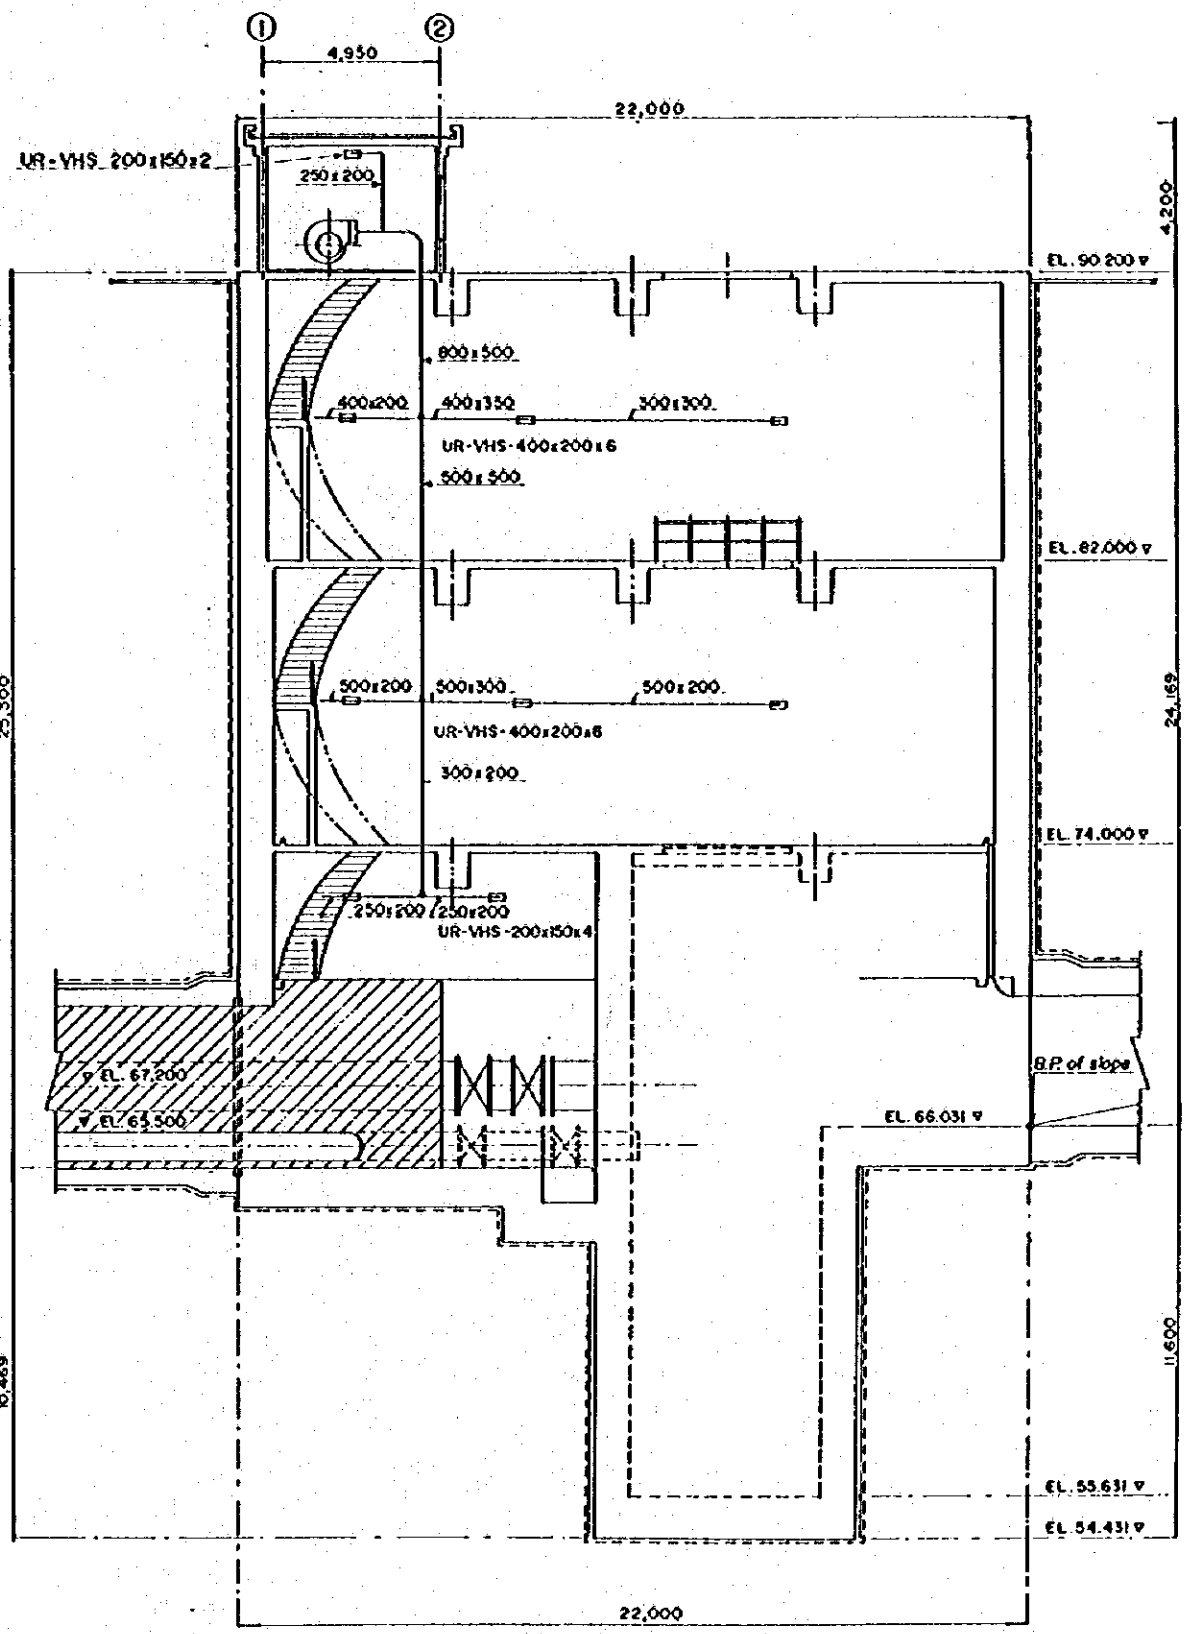 ① ②
4,950
22,000
UR-VHS 200x150x2
250x200
4,200
EL. 90.200
800x500
400x200 400x350 300x300
UR-VHS-400x200x6
500x500
EL. 82.000
500x200 500x300 500x200
25,300
24,169
UR-VHS-400x200x6
300x200
EL. 74.000
250x200 250x200
UR-VHS-200x150x4
B.P. of slope
EL. 67.200
EL. 65.500
EL. 66.031
11,600
EL. 55.631
EL. 54.431
22,000